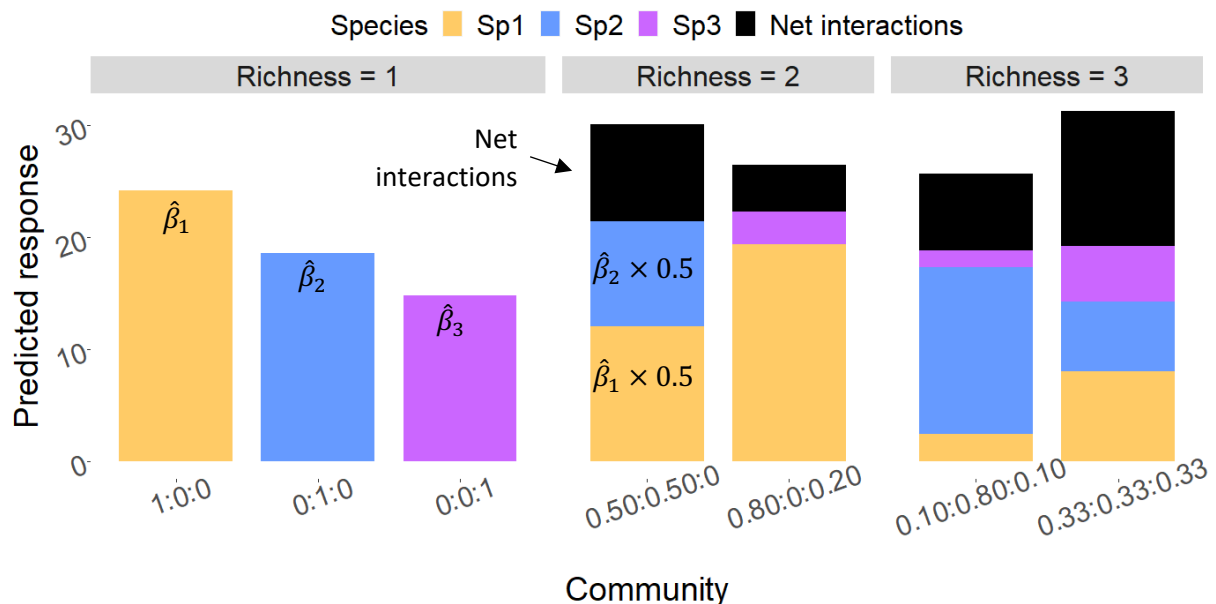 Species Sp1 Sp2 Sp3 Net interactions
Richness = 1 Richness = 2 Richness = 3
Predicted response
30
20
10
0
Net
interactions
β̂₁
β̂₂
β̂₃
β̂₂ × 0.5
β̂₁ × 0.5
1:0:0 0:1:0 0:0:1 0.50:0.50:0 0.80:0:0.20 0.10:0.80:0.10 0.33:0.33:0.33
Community